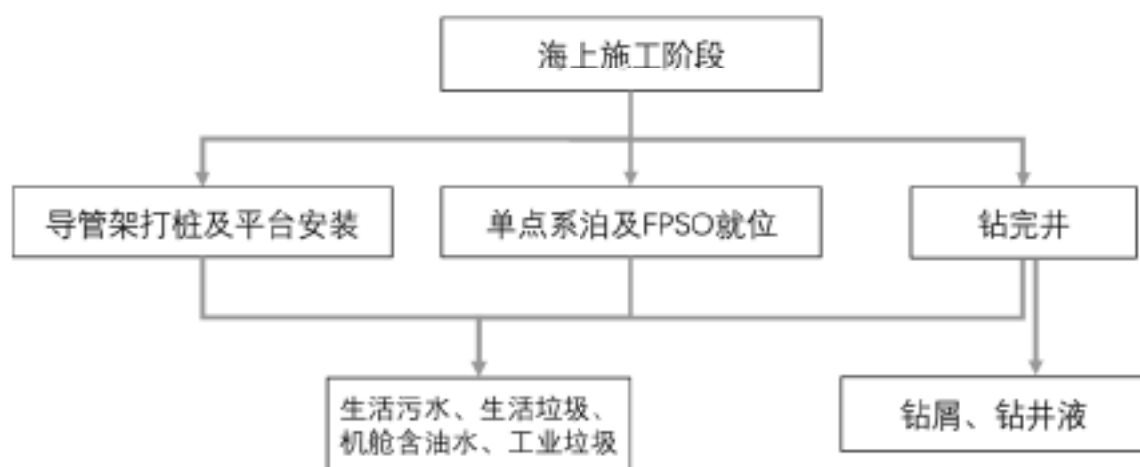 海上施工阶段
导管架打桩及平台安装
单点系泊及FPSO就位
钻完井
生活污水、生活垃圾、
机舱含油水、工业垃圾
钻屑、钻井液